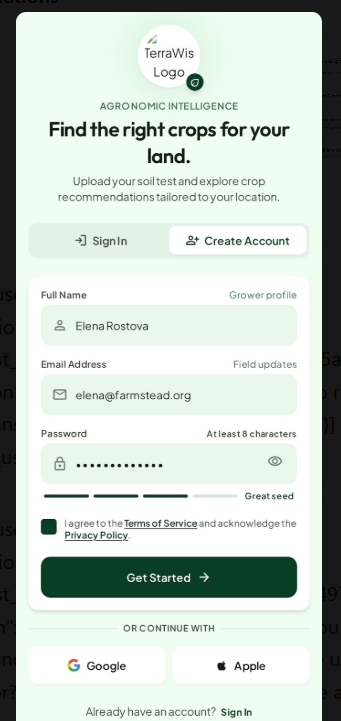 TerraWis
Logo
AGRONOMIC INTELLIGENCE
Find the right crops for your
land.
Upload your soil test and explore crop
recommendations tailored to your location.
Sign In
Create Account
Full Name
Grower profile
Elena Rostova
Email Address
Field updates
elena@farmstead.org
Password
At least 8 characters
•••••••••••••
Great seed
I agree to the Terms of Service and acknowledge the
Privacy Policy.
Get Started →
OR CONTINUE WITH
Google
Apple
Already have an account? Sign In